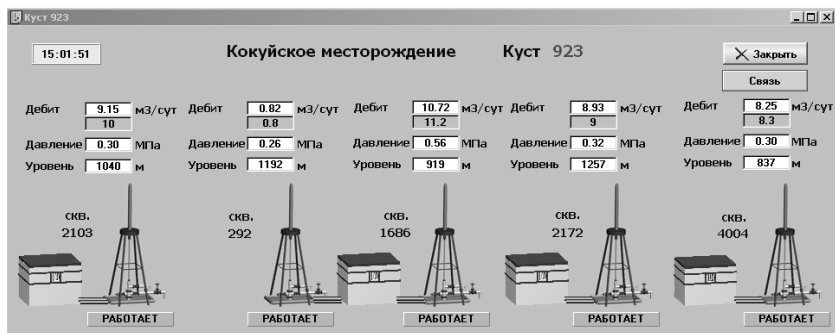 Куст 923
15:01:51 Кокуйское месторождение Куст 923 Закрыть
Связь
Дебит 9.15 м3/сут Дебит 0.82 м3/сут Дебит 10.72 м3/сут Дебит 8.93 м3/сут Дебит 8.25 м3/сут
10 0.8 11.2 9 8.3
Давление 0.30 МПа Давление 0.26 МПа Давление 0.56 МПа Давление 0.32 МПа Давление 0.30 МПа
Уровень 1040 м Уровень 1192 м Уровень 919 м Уровень 1257 м Уровень 837 м
скв. скв. скв. скв. скв.
2103 292 1686 2172 4004
РАБОТАЕТ РАБОТАЕТ РАБОТАЕТ РАБОТАЕТ РАБОТАЕТ